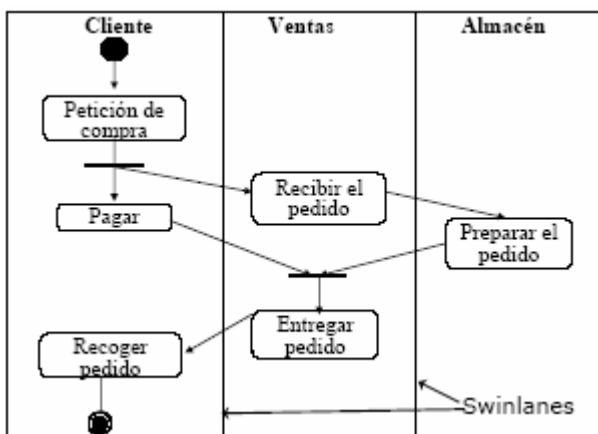 Cliente
Ventas
Almacén
Petición de
compra
Recibir el
pedido
Pagar
Preparar el
pedido
Entregar
pedido
Recoger
pedido
Swinlanes